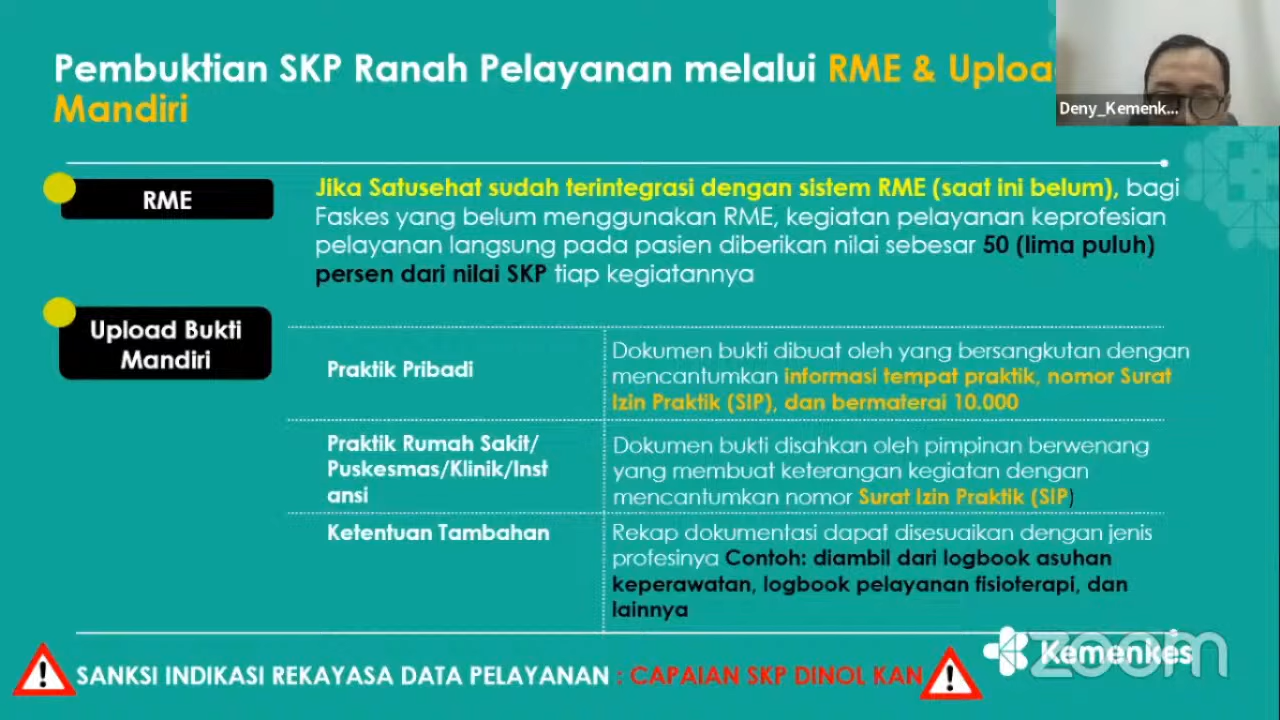 Pembuktian SKP Ranah Pelayanan melalui RME & Upload
Mandiri
Deny_Kemenk...
RME
Jika Satusehat sudah terintegrasi dengan sistem RME (saat ini belum), bagi
Faskes yang belum menggunakan RME, kegiatan pelayanan keprofesian
pelayanan langsung pada pasien diberikan nilai sebesar 50 (lima puluh)
persen dari nilai SKP tiap kegiatannya
Upload Bukti
Mandiri
Praktik Pribadi
Dokumen bukti dibuat oleh yang bersangkutan dengan
mencantumkan informasi tempat praktik, nomor Surat
Izin Praktik (SIP), dan bermaterai 10.000
Praktik Rumah Sakit/
Puskesmas/Klinik/Inst
ansi
Dokumen bukti disahkan oleh pimpinan berwenang
yang membuat keterangan kegiatan dengan
mencantumkan nomor Surat Izin Praktik (SIP)
Ketentuan Tambahan
Rekap dokumentasi dapat disesuaikan dengan jenis
profesinya Contoh: diambil dari logbook asuhan
keperawatan, logbook pelayanan fisioterapi, dan
lainnya
SANKSI INDIKASI REKAYASA DATA PELAYANAN : CAPAIAN SKP DINOL KAN
Kemenkes
zoom